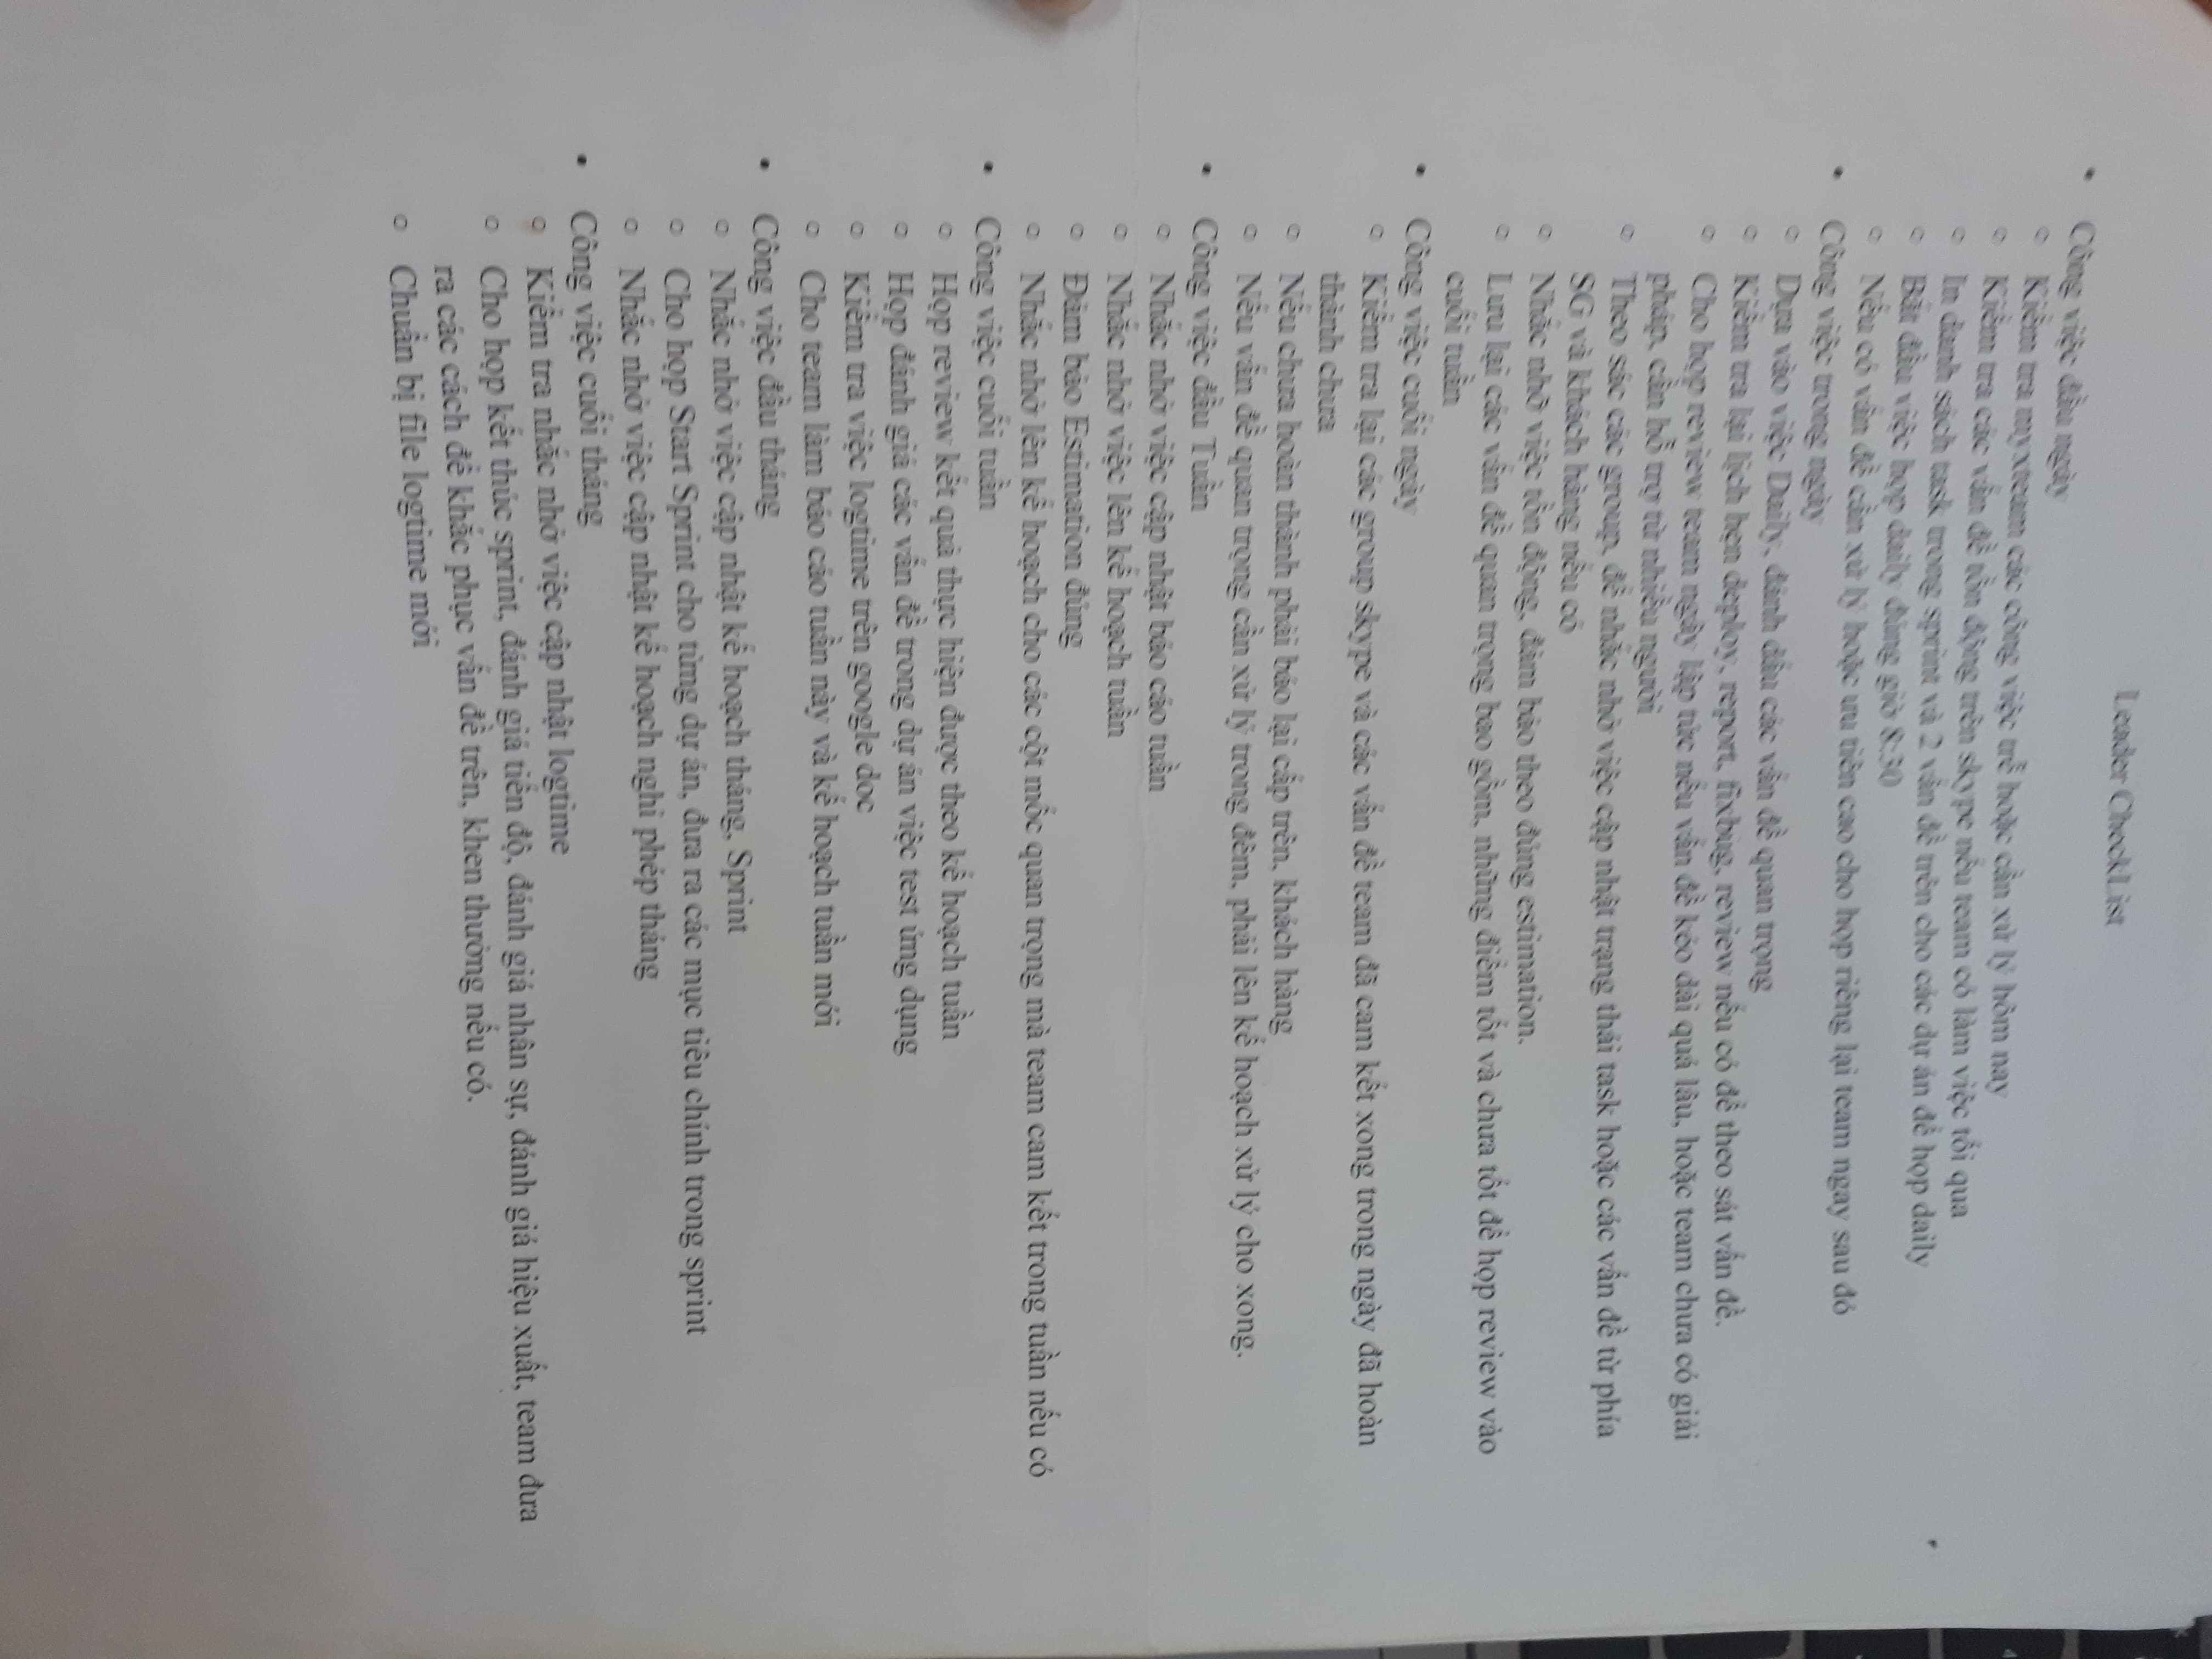 Leader CheckList
• Công việc đầu ngày
○ Kiểm tra myxteam các công việc trễ hoặc cần xử lý hôm nay
○ Kiểm tra các vấn đề tồn động trên skype nếu team có làm việc tối qua
○ In danh sách task trong sprint và 2 vấn đề trên cho các dự án để họp daily
○ Bắt đầu việc họp daily đúng giờ 8:30
○ Nếu có vấn đề cần xử lý hoặc ưu tiên cao cho họp riêng lại team ngay sau đó
• Công việc trong ngày
○ Dựa vào việc Daily, đánh dấu các vấn đề quan trọng
○ Kiểm tra lại lịch hẹn deploy, report, fixbug, review nếu có để theo sát vấn đề.
○ Cho họp review team ngày lập tức nếu vấn đề kéo dài quá lâu, hoặc team chưa có giải
pháp, cần hỗ trợ từ nhiều người
○ Theo sác các group, để nhắc nhở việc cập nhật trạng thái task hoặc các vấn đề từ phía
SG và khách hàng nếu có
○ Nhắc nhở việc tồn động, đảm bảo theo đúng estimation.
○ Lưu lại các vấn đề quan trọng bao gồm, những điểm tốt và chưa tốt để họp review vào
cuối tuần
• Công việc cuối ngày
○ Kiểm tra lại các group skype và các vấn đề team đã cam kết xong trong ngày đã hoàn
thành chưa
○ Nếu chưa hoàn thành phải báo lại cấp trên, khách hàng
○ Nếu vấn đề quan trọng cần xử lý trong đêm, phải lên kế hoạch xử lý cho xong.
• Công việc đầu Tuần
○ Nhắc nhở việc cập nhật báo cáo tuần
○ Nhắc nhở việc lên kế hoạch tuần
○ Đảm bảo Estimation đúng
○ Nhắc nhở lên kế hoạch cho các cột mốc quan trọng mà team cam kết trong tuần nếu có
• Công việc cuối tuần
○ Họp review kết quả thực hiện được theo kế hoạch tuần
○ Họp đánh giá các vấn đề trong dự án việc test ứng dụng
○ Kiểm tra việc logtime trên google doc
○ Cho team làm báo cáo tuần này và kế hoạch tuần mới
• Công việc đầu tháng
○ Nhắc nhở việc cập nhật kế hoạch tháng, Sprint
○ Cho họp Start Sprint cho từng dự án, đưa ra các mục tiêu chính trong sprint
○ Nhắc nhở việc cập nhật kế hoạch nghỉ phép tháng
• Công việc cuối tháng
○ Kiểm tra nhắc nhở việc cập nhật logtime
○ Cho họp kết thúc sprint, đánh giá tiến độ, đánh giá nhân sự, đánh giá hiệu xuất, team đưa
ra các cách để khắc phục vấn đề trên, khen thưởng nếu có.
○ Chuẩn bị file logtime mới